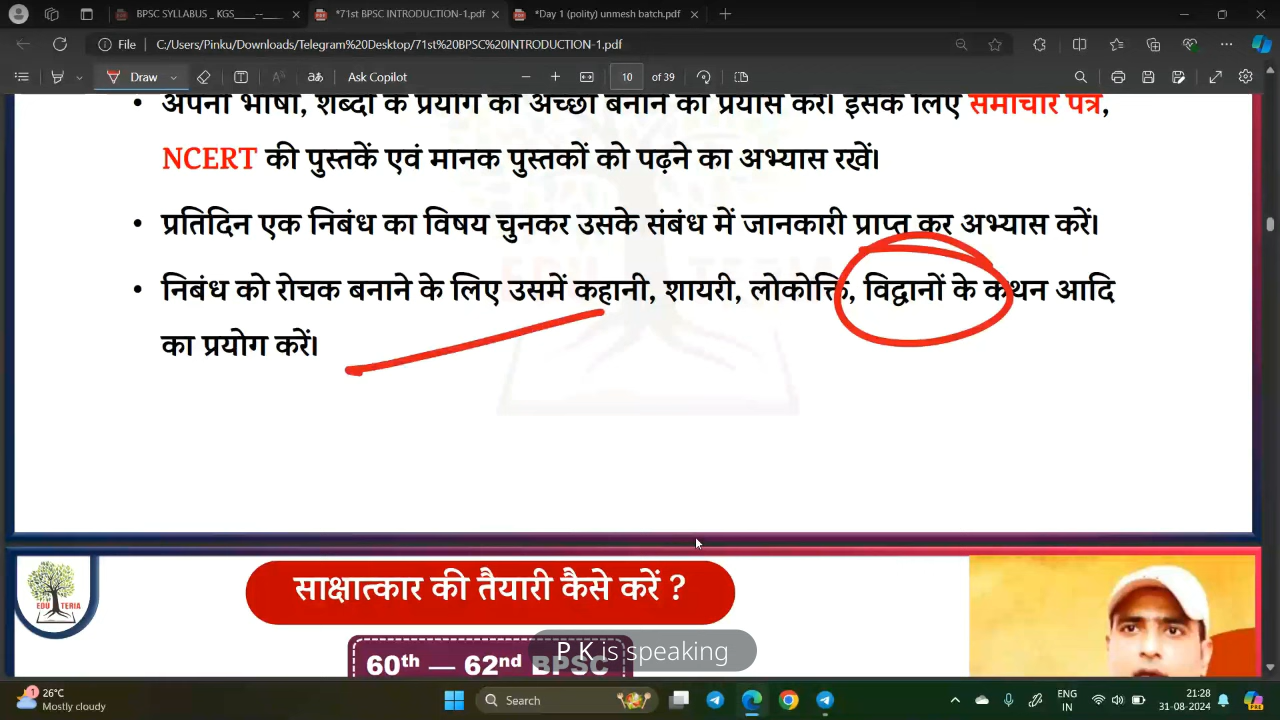 BPSC SYLLABUS _ KGS____--____
*71st BPSC INTRODUCTION-1.pdf
*Day 1 (polity) unmesh batch.pdf
File C:/Users/Pinku/Downloads/Telegram%20Desktop/71st%20BPSC%20INTRODUCTION-1.pdf
Draw Ask Copilot 10 of 39
अपनी भाषा, शब्दों के प्रयोग को अच्छा बनाने का प्रयास करें। इसके लिए समाचार पत्र,
NCERT की पुस्तकें एवं मानक पुस्तकों को पढ़ने का अभ्यास रखें।
• प्रतिदिन एक निबंध का विषय चुनकर उसके संबंध में जानकारी प्राप्त कर अभ्यास करें।
• निबंध को रोचक बनाने के लिए उसमें कहानी, शायरी, लोकोक्ति, विद्वानों के कथन आदि
का प्रयोग करें।
साक्षात्कार की तैयारी कैसे करें ?
EDU TERIA
60th — 62nd BPSC
P K is speaking
26°C
Mostly cloudy
Search
ENG
IN
21:28
31-08-2024